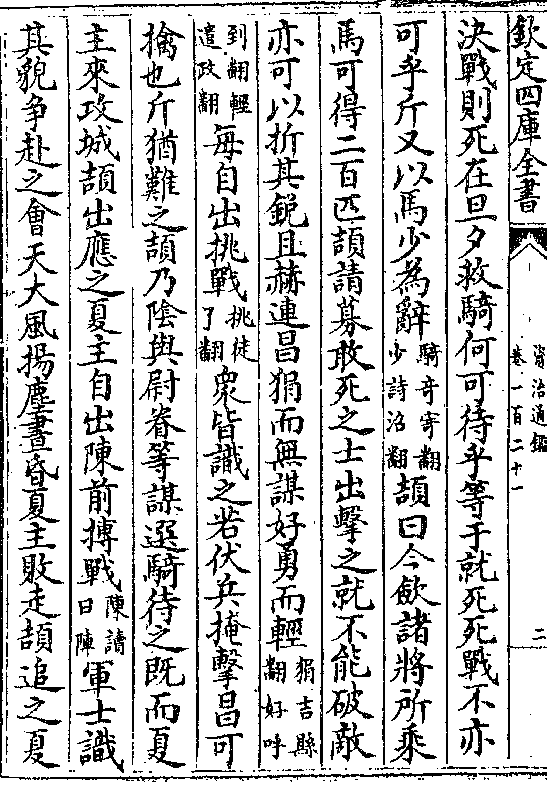 欽定四庫全書
資治通鑑
卷一百二十一
二
決戰則死在旦夕救騎何可待乎等于就死死戰不亦
可乎斤又以馬少為辭騎奇寄翻少詩沼翻頡曰今歛諸將所乘
馬可得二百匹頡請募敢死之士出擊之就不能破敵
亦可以折其鋭且赫連昌狷而無謀好勇而輕狷吉縣翻好呼
到翻輕遣政翻每自出挑戰挑徒了翻衆皆識之若伏兵掩擊昌可
擒也斤猶難之頡乃陰與尉眷等謀選騎待之既而夏
主來攻城頡出應之夏主自出陳前搏戰陳讀曰陣軍士識
其貌争赴之會天大風揚塵晝昏夏主敗走頡追之夏